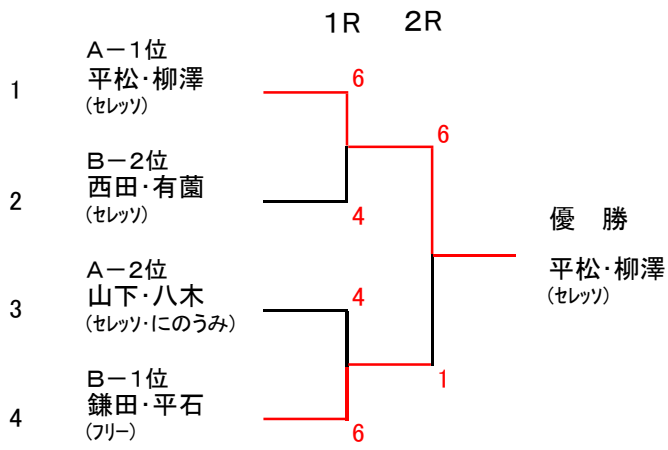 1R 2R
A－1位
1 平松・柳澤 6
(セレッソ)
6
B－2位
2 西田・有薗
(セレッソ) 4
優 勝
A－2位
平松・柳澤
(セレッソ)
3 山下・八木 4
(セレッソ・にのうみ)
1
B－1位
4 鎌田・平石
(フリー) 6